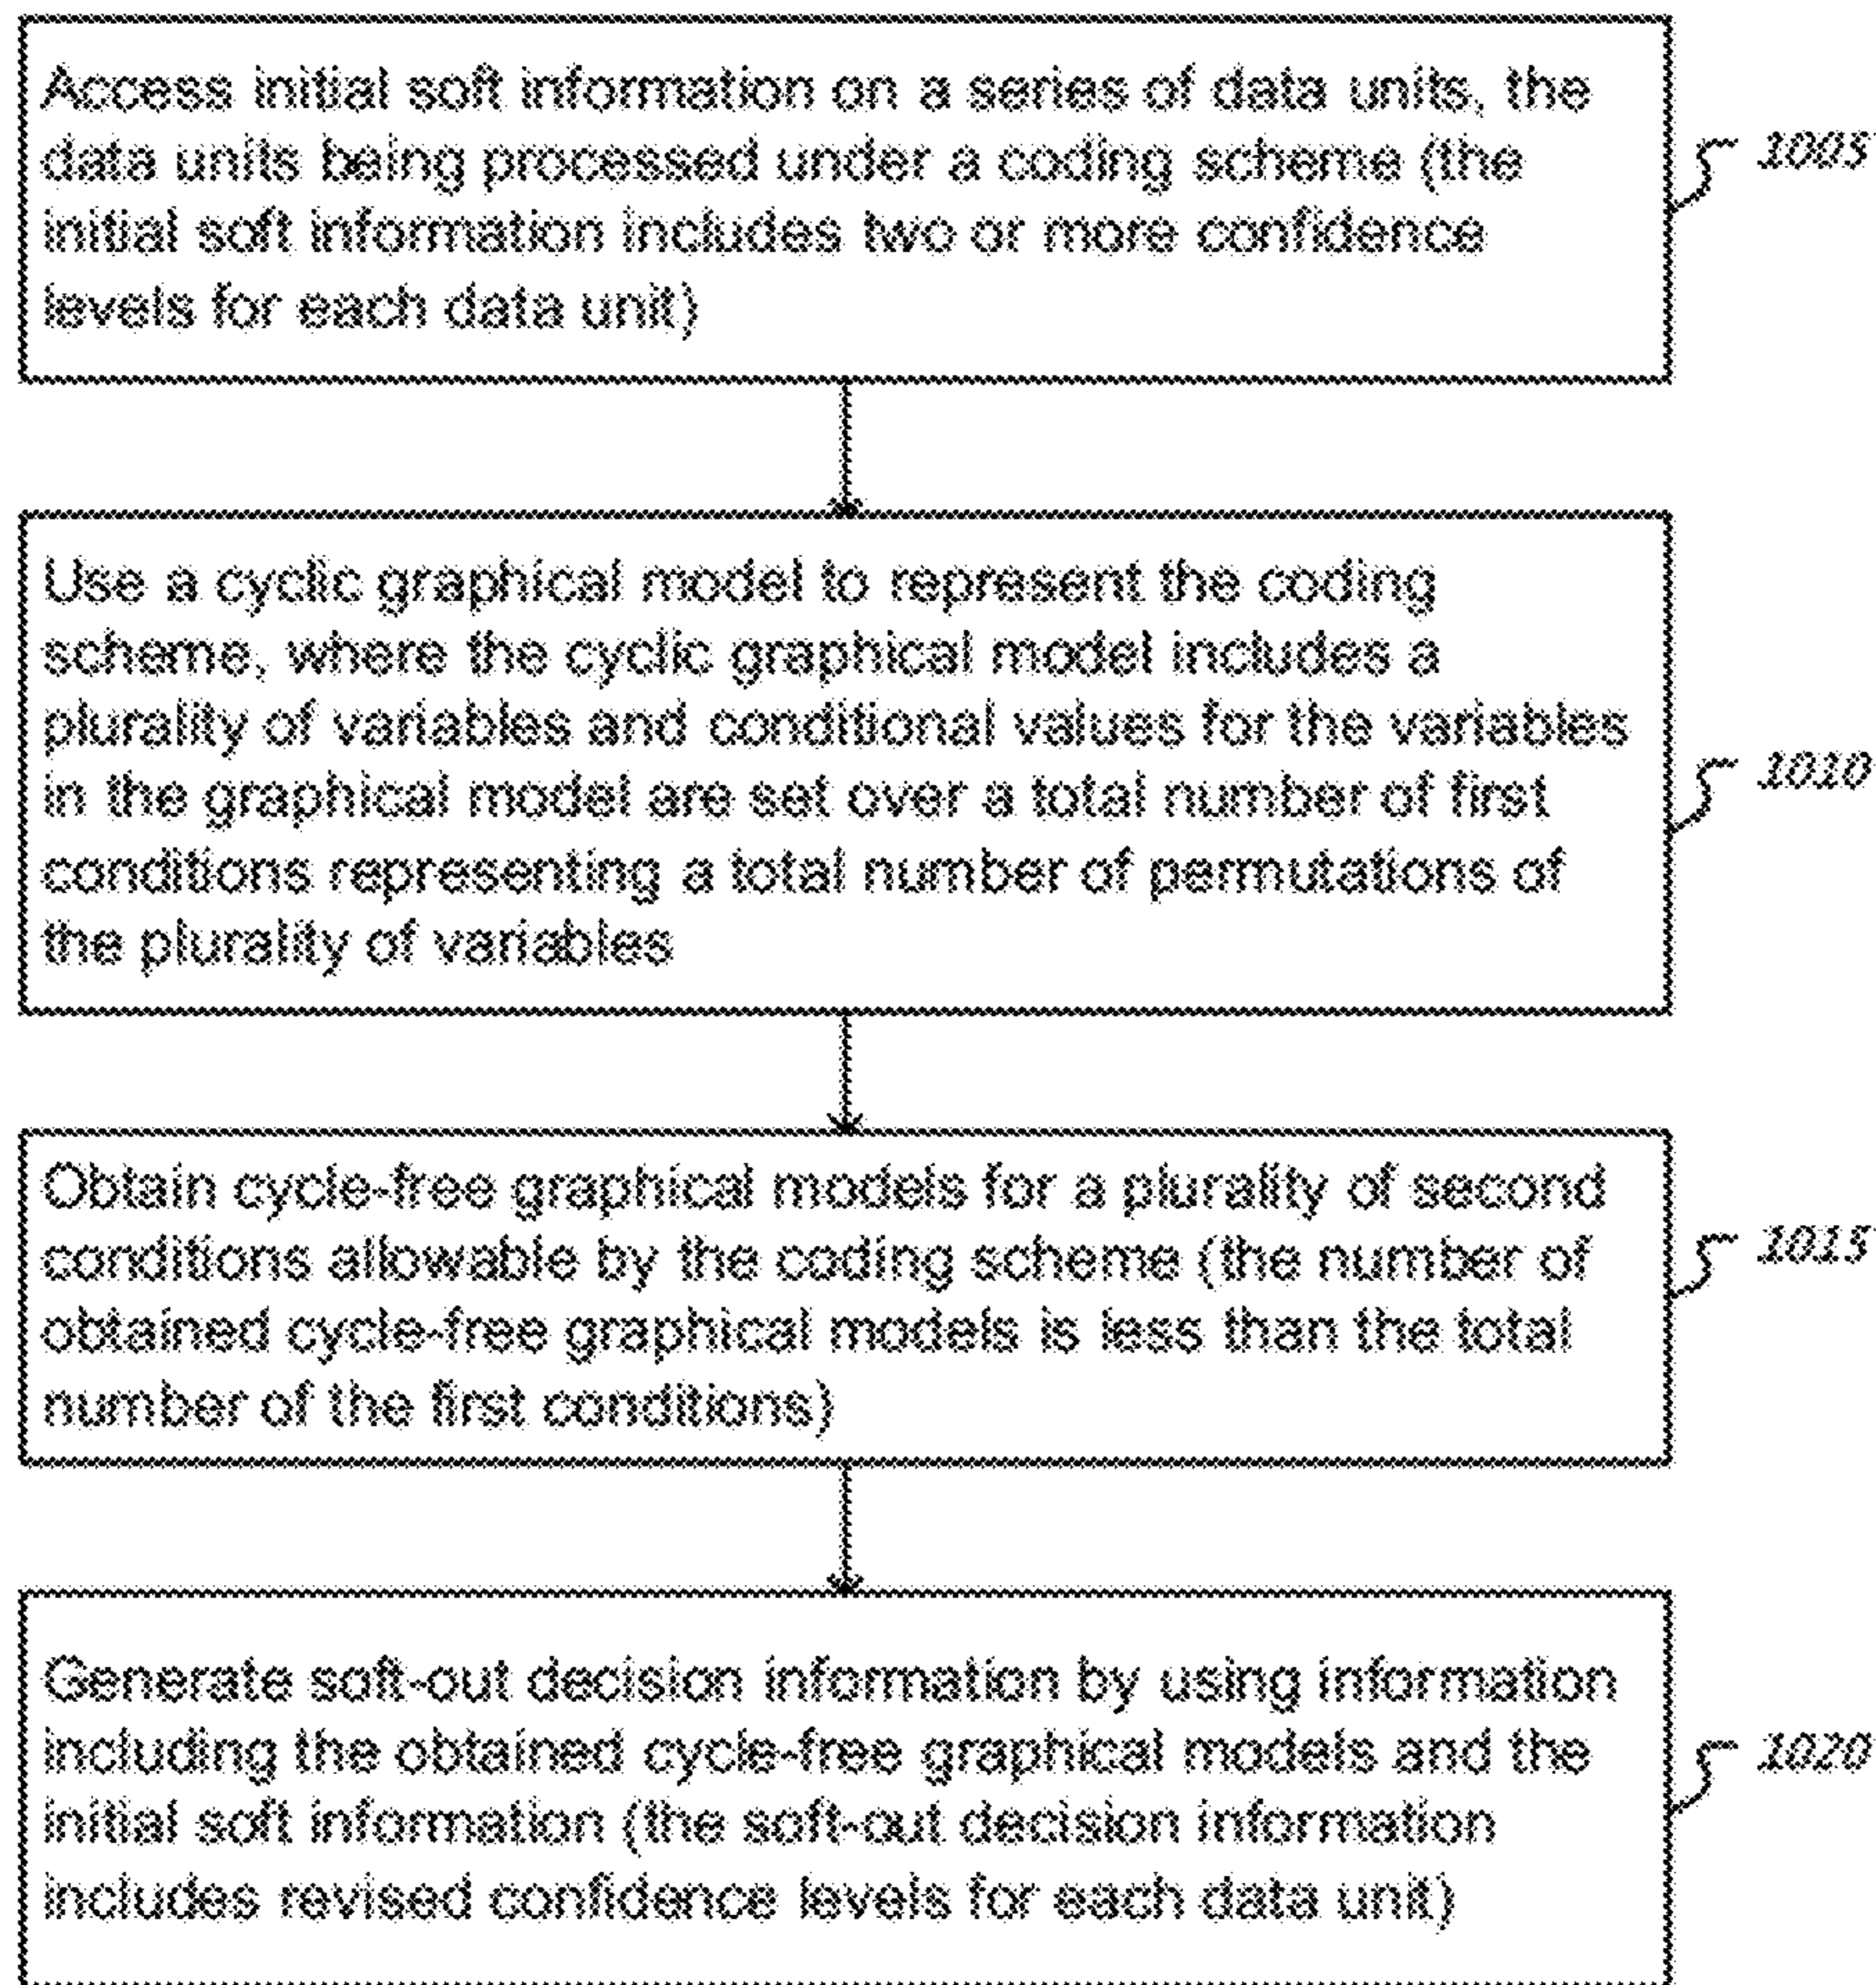 Access initial soft information on a series of data units, the
data units being processed under a coding scheme (the
initial soft information includes two or more confidence
levels for each data unit)
1005
Use a cyclic graphical model to represent the coding
scheme, where the cyclic graphical model includes a
plurality of variables and conditional values for the variables
in the graphical model are set over a total number of first
conditions representing a total number of permutations of
the plurality of variables
1010
Obtain cycle-free graphical models for a plurality of second
conditions allowable by the coding scheme (the number of
obtained cycle-free graphical models is less than the total
number of the first conditions)
1015
Generate soft-out decision information by using information
including the obtained cycle-free graphical models and the
initial soft information (the soft-out decision information
includes revised confidence levels for each data unit)
1020